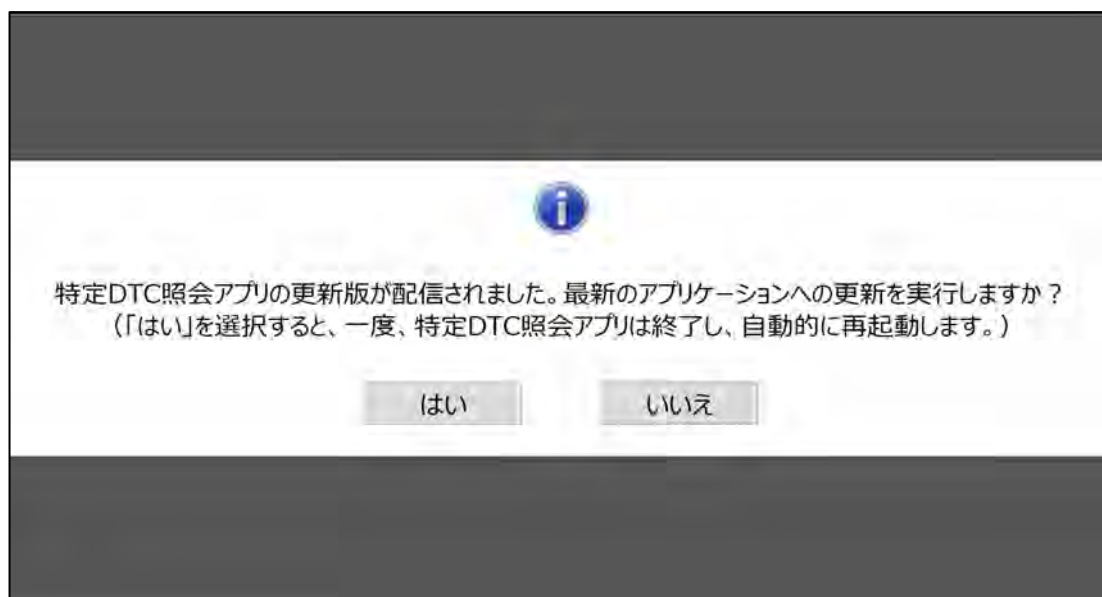 特定DTC照会アプリの更新版が配信されました。最新のアプリケーションへの更新を実行しますか？
（「はい」を選択すると、一度、特定DTC照会アプリは終了し、自動的に再起動します。）
はい
いいえ